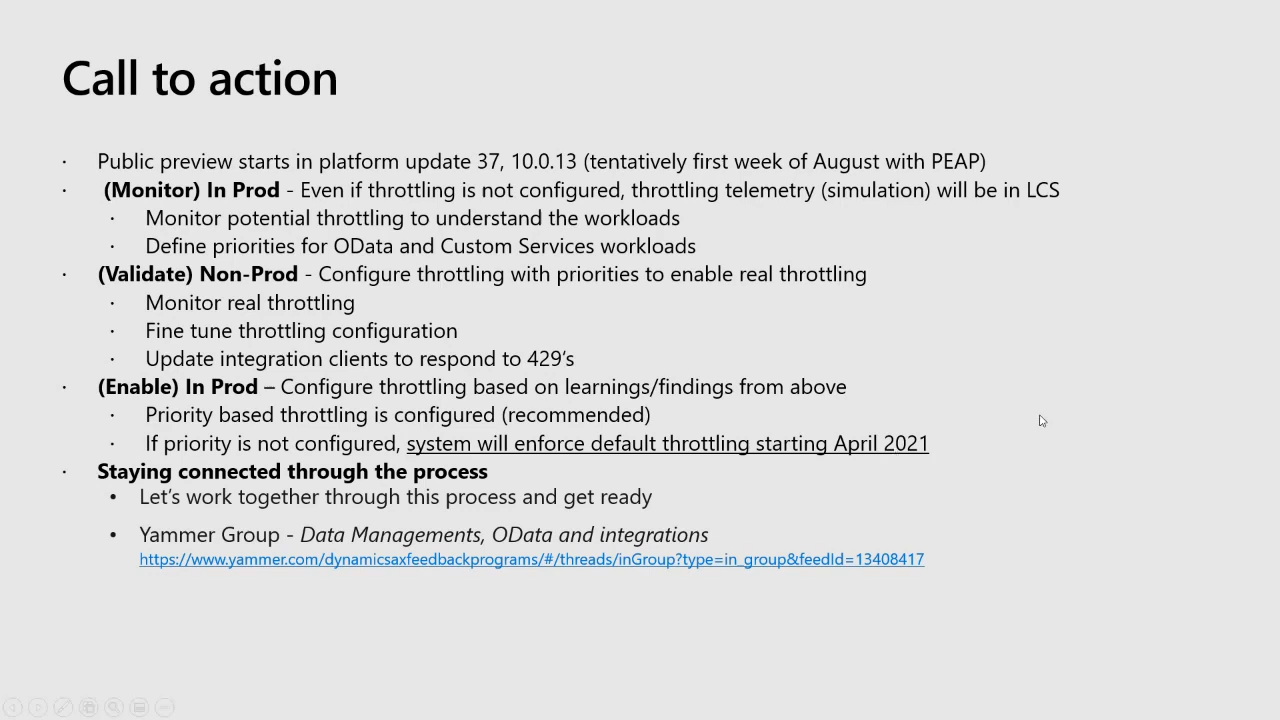 Call to action
· Public preview starts in platform update 37, 10.0.13 (tentatively first week of August with PEAP)
· (Monitor) In Prod - Even if throttling is not configured, throttling telemetry (simulation) will be in LCS
· Monitor potential throttling to understand the workloads
· Define priorities for OData and Custom Services workloads
· (Validate) Non-Prod - Configure throttling with priorities to enable real throttling
· Monitor real throttling
· Fine tune throttling configuration
· Update integration clients to respond to 429's
· (Enable) In Prod – Configure throttling based on learnings/findings from above
· Priority based throttling is configured (recommended)
· If priority is not configured, system will enforce default throttling starting April 2021
· Staying connected through the process
• Let's work together through this process and get ready
• Yammer Group - Data Managements, OData and integrations
https://www.yammer.com/dynamicsaxfeedbackprograms/#/threads/inGroup?type=in_group&feedId=13408417